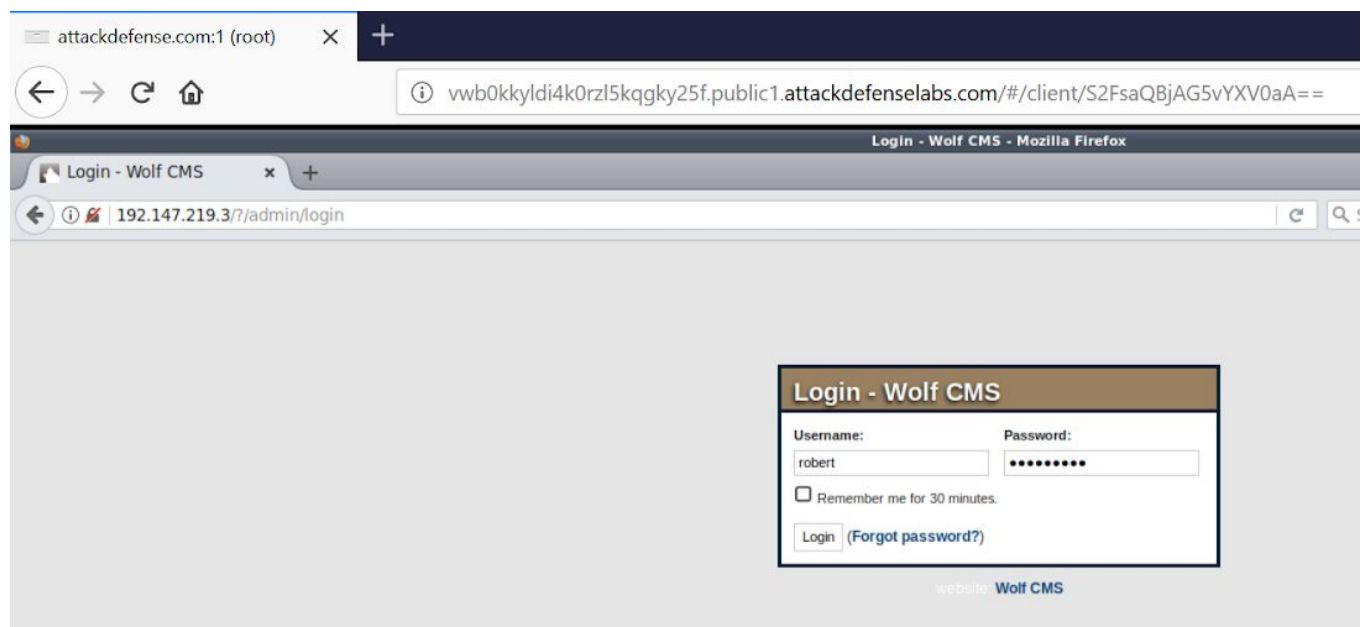 attackdefense.com:1 (root)
vwb0kkyldi4k0rzl5kqgky25f.public1.attackdefenselabs.com/#/client/S2FsaQBjAG5vYXV0aA==
Login - Wolf CMS - Mozilla Firefox
Login - Wolf CMS
192.147.219.3/?/admin/login
Login - Wolf CMS
Username: Password:
robert •••••••••
Remember me for 30 minutes.
Login (Forgot password?)
website: Wolf CMS